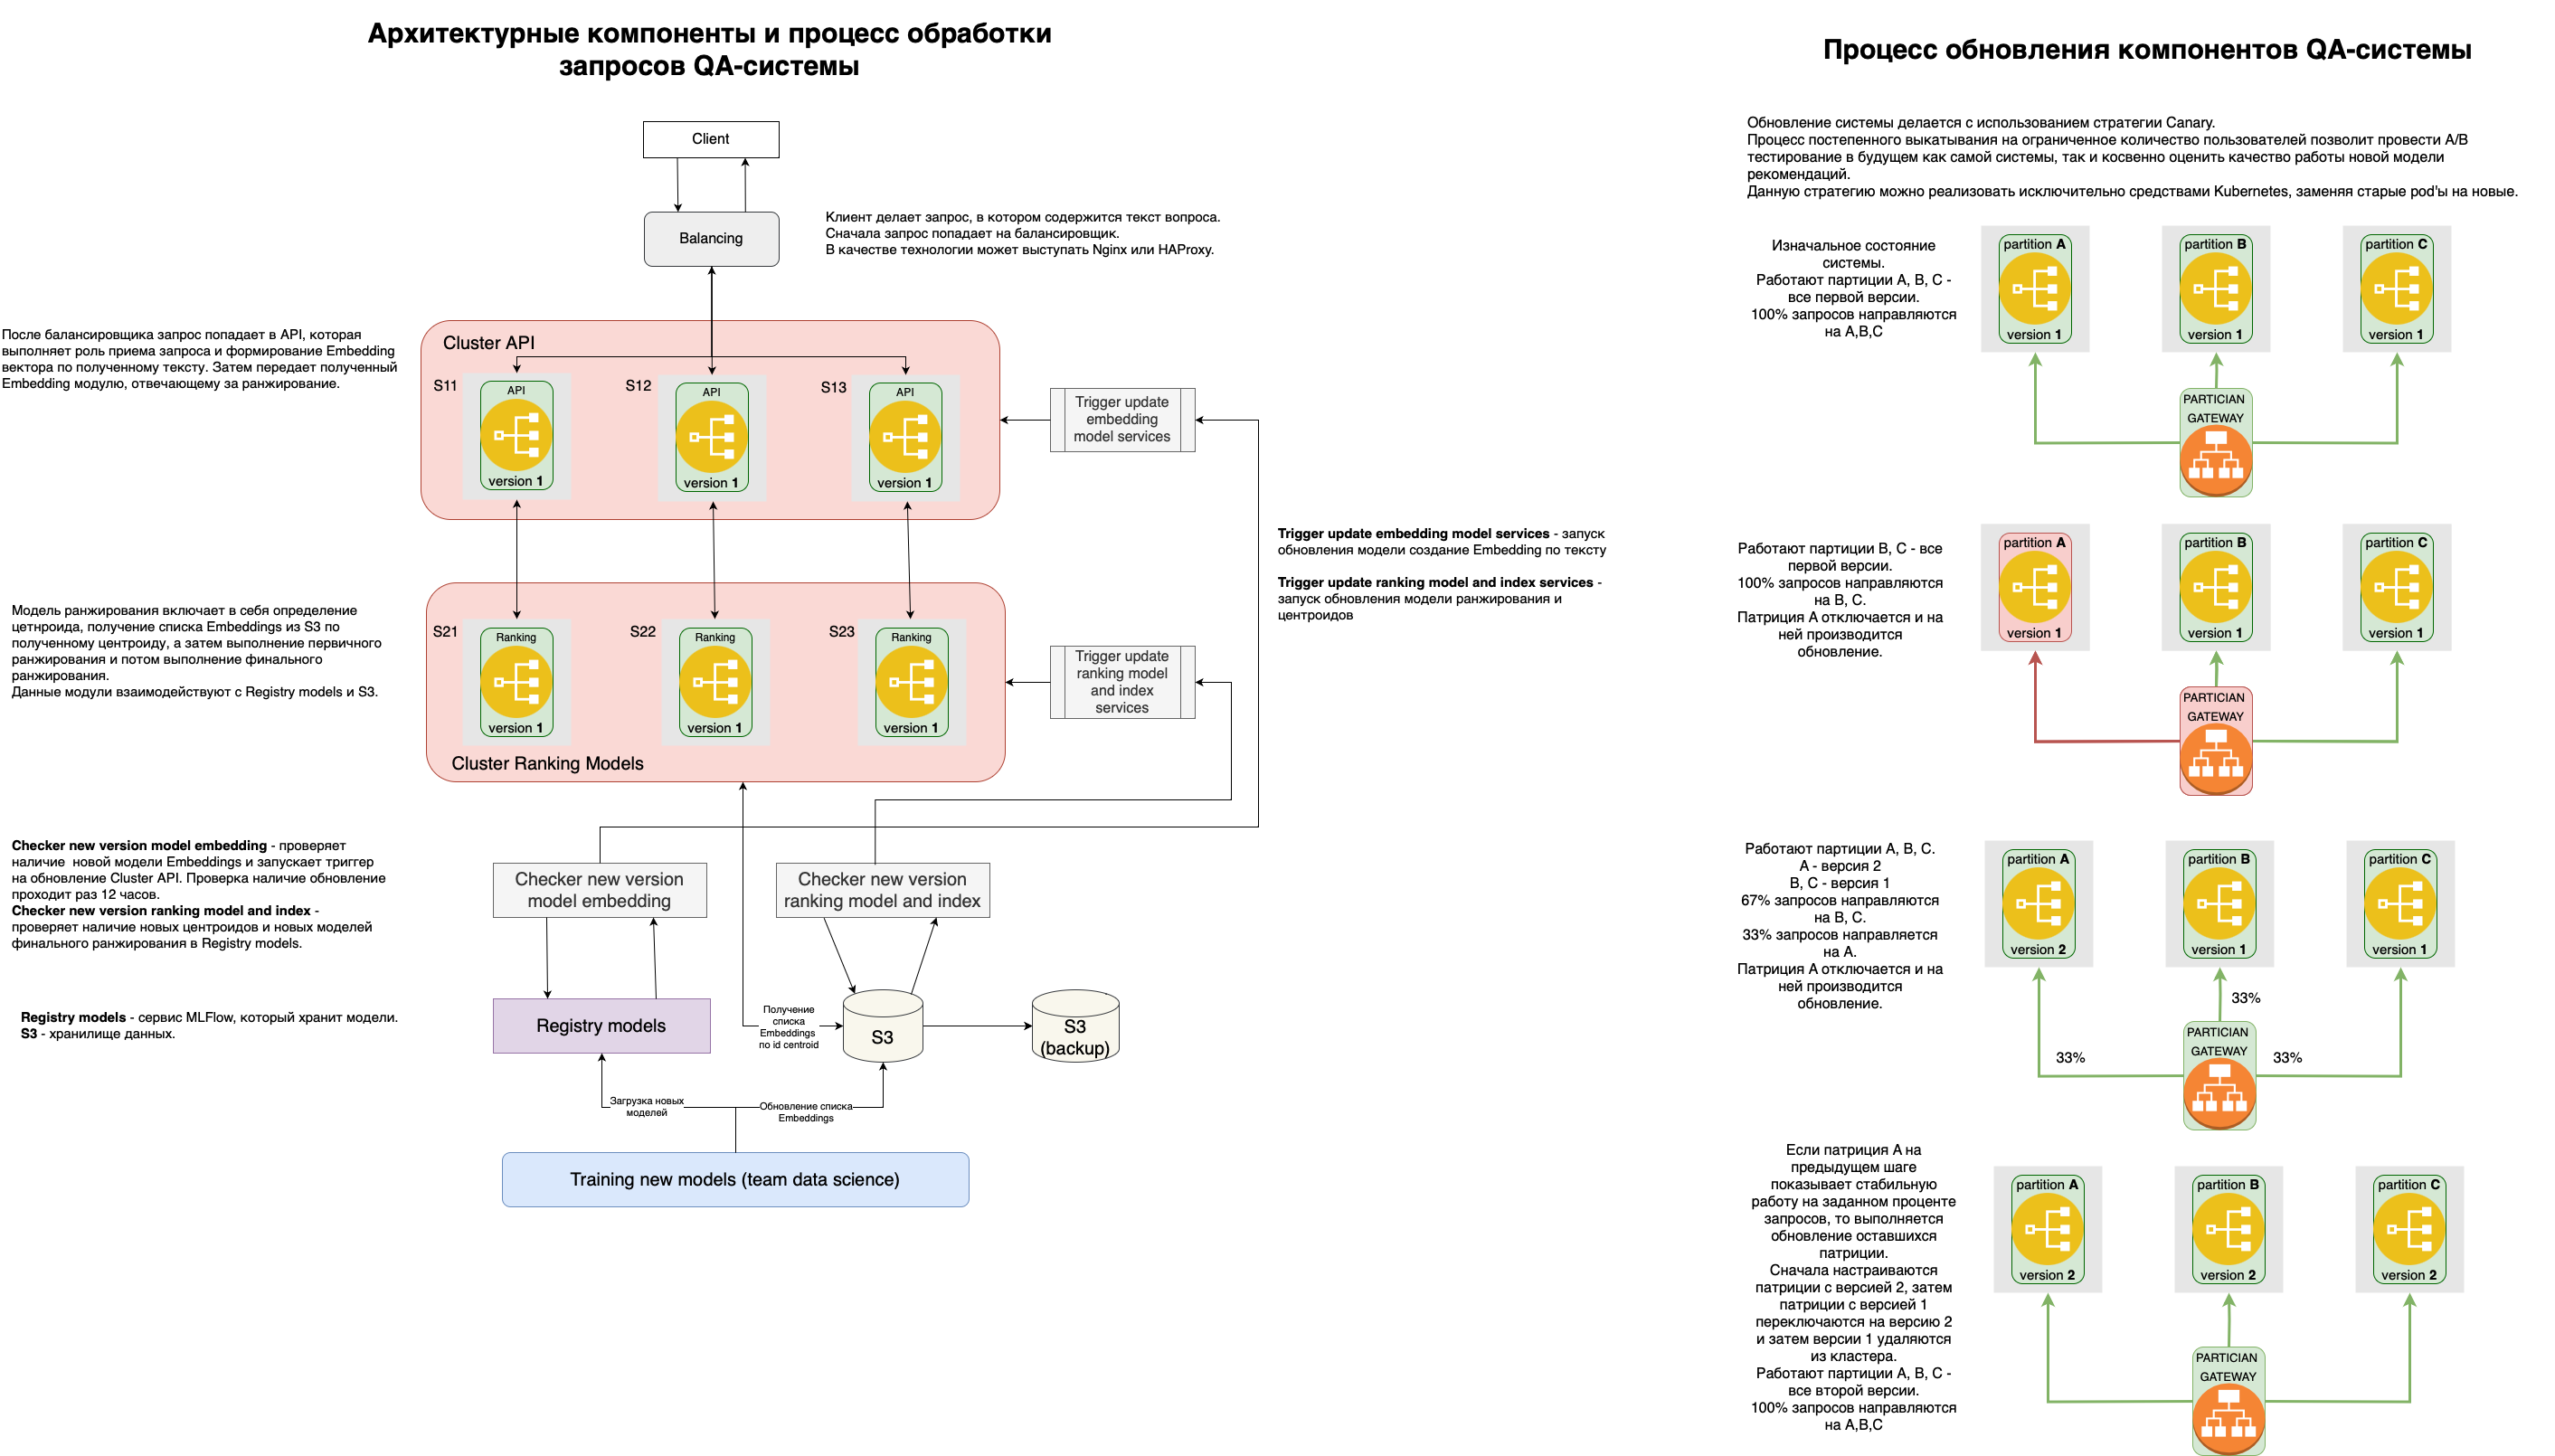 Архитектурные компоненты и процесс обработки
запросов QA-системы
Client
Balancing
Клиент делает запрос, в котором содержится текст вопроса.
Сначала запрос попадает на балансировщик.
В качестве технологии может выступать Nginx или HAProxy.
После балансировщика запрос попадает в API, которая
выполняет роль приема запроса и формирование Embedding
вектора по полученному тексту. Затем передает полученный
Embedding модулю, отвечающему за ранжирование.
Cluster API
S11
API
version 1
S12
API
version 1
S13
API
version 1
Trigger update
embedding
model services
Trigger update embedding model services - запуск
обновления модели создание Embedding по тексту
Trigger update ranking model and index services -
запуск обновления модели ранжирования и
центроидов
Модель ранжирования включает в себя определение
цетнроида, получение списка Embeddings из S3 по
полученному центроиду, а затем выполнение первичного
ранжирования и потом выполнение финального
ранжирования.
Данные модули взаимодействуют с Registry models и S3.
S21
Ranking
version 1
S22
Ranking
version 1
S23
Ranking
version 1
Cluster Ranking Models
Trigger update
ranking model
and index
services
Checker new version model embedding - проверяет
наличие  новой модели Embeddings и запускает триггер
на обновление Cluster API. Проверка наличие обновление
проходит раз 12 часов.
Checker new version ranking model and index -
проверяет наличие новых центроидов и новых моделей
финального ранжирования в Registry models.
Checker new version
model embedding
Checker new version
ranking model and index
Registry models - сервис MLFlow, который хранит модели.
S3 - хранилище данных.
Registry models
Получение
списка
Embeddings
по id centroid
S3
S3
(backup)
Загрузка новых
моделей
Обновление списка
Embeddings
Training new models (team data science)
Процесс обновления компонентов QA-системы
Обновление системы делается с использованием стратегии Canary.
Процесс постепенного выкатывания на ограниченное количество пользователей позволит провести A/B
тестирование в будущем как самой системы, так и косвенно оценить качество работы новой модели
рекомендаций.
Данную стратегию можно реализовать исключительно средствами Kubernetes, заменяя старые pod'ы на новые.
Изначальное состояние
системы.
Работают партиции A, B, C -
все первой версии.
100% запросов направляются
на A,B,C
partition A
version 1
partition B
version 1
partition C
version 1
PARTICIAN
GATEWAY
Работают партиции B, C - все
первой версии.
100% запросов направляются
на B, C.
Патриция А отключается и на
ней производится
обновление.
partition A
version 1
partition B
version 1
partition C
version 1
PARTICIAN
GATEWAY
Работают партиции A, B, C.
A - версия 2
B, C - версия 1
67% запросов направляются
на B, C.
33% запросов направляется
на A.
Патриция А отключается и на
ней производится
обновление.
partition A
version 2
partition B
version 1
partition C
version 1
33%
33%
33%
PARTICIAN
GATEWAY
Если патриция А на
предыдущем шаге
показывает стабильную
работу на заданном проценте
запросов, то выполняется
обновление оставшихся
патриции.
Сначала настраиваются
патриции с версией 2, затем
патриции с версией 1
переключаются на версию 2
и затем версии 1 удаляются
из кластера.
Работают партиции A, B, C -
все второй версии.
100% запросов направляются
на A,B,C
partition A
version 2
partition B
version 2
partition C
version 2
PARTICIAN
GATEWAY